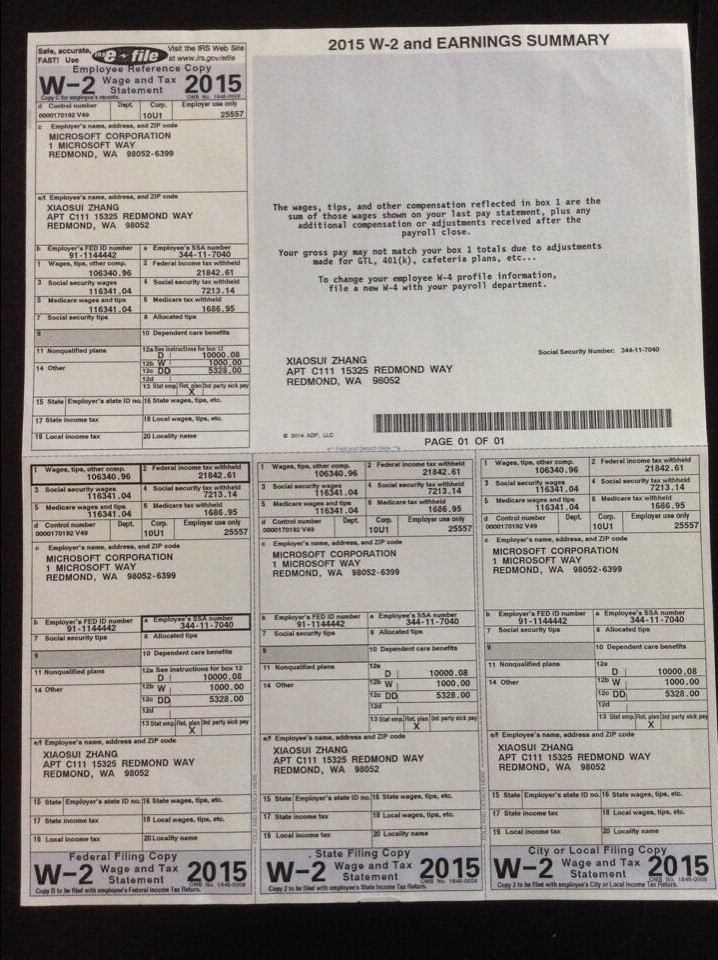 Safe, accurate, FAST! Use IRS e-file Visit the IRS Web Site at www.irs.gov/efile
Employee Reference Copy
W-2 Wage and Tax Statement 2015
Copy C for employee's records. OMB No. 1545-0008
d Control number Dept. Corp. Employer use only
0000170192 V49 10U1 25557
c Employer's name, address, and ZIP code
MICROSOFT CORPORATION
1 MICROSOFT WAY
REDMOND, WA 98052-6399
e/f Employee's name, address, and ZIP code
XIAOSUI ZHANG
APT C111 15325 REDMOND WAY
REDMOND, WA 98052
b Employer's FED ID number a Employee's SSA number
91-1144442 344-11-7040
1 Wages, tips, other comp. 2 Federal income tax withheld
106340.96 21842.61
3 Social security wages 4 Social security tax withheld
116341.04 7213.14
5 Medicare wages and tips 6 Medicare tax withheld
116341.04 1686.95
7 Social security tips 8 Allocated tips
9 10 Dependent care benefits
11 Nonqualified plans 12a See instructions for box 12
D 10000.08
14 Other 12b W 1000.00
12c DD 5328.00
12d
13 Stat emp. Ret. plan 3rd party sick pay
X
15 State Employer's state ID no. 16 State wages, tips, etc.
17 State income tax 18 Local wages, tips, etc.
19 Local income tax 20 Locality name
2015 W-2 and EARNINGS SUMMARY
The wages, tips, and other compensation reflected in box 1 are the
sum of those wages shown on your last pay statement, plus any
additional compensation or adjustments received after the
payroll close.
Your gross pay may not match your box 1 totals due to adjustments
made for GTL, 401(k), cafeteria plans, etc...
To change your employee W-4 profile information,
file a new W-4 with your payroll department.
Social Security Number: 344-11-7040
XIAOSUI ZHANG
APT C111 15325 REDMOND WAY
REDMOND, WA 98052
© 2014 ADP, LLC
PAGE 01 OF 01
1 Wages, tips, other comp. 2 Federal income tax withheld
106340.96 21842.61
3 Social security wages 4 Social security tax withheld
116341.04 7213.14
5 Medicare wages and tips 6 Medicare tax withheld
116341.04 1686.95
d Control number Dept. Corp. Employer use only
0000170192 V49 10U1 25557
c Employer's name, address, and ZIP code
MICROSOFT CORPORATION
1 MICROSOFT WAY
REDMOND, WA 98052-6399
b Employer's FED ID number a Employee's SSA number
91-1144442 344-11-7040
7 Social security tips 8 Allocated tips
9 10 Dependent care benefits
11 Nonqualified plans 12a See instructions for box 12
D 10000.08
14 Other 12b W 1000.00
12c DD 5328.00
12d
13 Stat emp. Ret. plan 3rd party sick pay
X
e/f Employee's name, address and ZIP code
XIAOSUI ZHANG
APT C111 15325 REDMOND WAY
REDMOND, WA 98052
15 State Employer's state ID no. 16 State wages, tips, etc.
17 State income tax 18 Local wages, tips, etc.
19 Local income tax 20 Locality name
Federal Filing Copy
W-2 Wage and Tax Statement 2015
OMB No. 1545-0008
Copy B to be filed with employee's Federal Income Tax Return.
1 Wages, tips, other comp. 2 Federal income tax withheld
106340.96 21842.61
3 Social security wages 4 Social security tax withheld
116341.04 7213.14
5 Medicare wages and tips 6 Medicare tax withheld
116341.04 1686.95
d Control number Dept. Corp. Employer use only
0000170192 V49 10U1 25557
c Employer's name, address, and ZIP code
MICROSOFT CORPORATION
1 MICROSOFT WAY
REDMOND, WA 98052-6399
b Employer's FED ID number a Employee's SSA number
91-1144442 344-11-7040
7 Social security tips 8 Allocated tips
9 10 Dependent care benefits
11 Nonqualified plans 12a
D 10000.08
14 Other 12b W 1000.00
12c DD 5328.00
12d
13 Stat emp. Ret. plan 3rd party sick pay
X
e/f Employee's name, address and ZIP code
XIAOSUI ZHANG
APT C111 15325 REDMOND WAY
REDMOND, WA 98052
15 State Employer's state ID no. 16 State wages, tips, etc.
17 State income tax 18 Local wages, tips, etc.
19 Local income tax 20 Locality name
State Filing Copy
W-2 Wage and Tax Statement 2015
OMB No. 1545-0008
Copy 2 to be filed with employee's State Income Tax Return.
1 Wages, tips, other comp. 2 Federal income tax withheld
106340.96 21842.61
3 Social security wages 4 Social security tax withheld
116341.04 7213.14
5 Medicare wages and tips 6 Medicare tax withheld
116341.04 1686.95
d Control number Dept. Corp. Employer use only
0000170192 V49 10U1 25557
c Employer's name, address, and ZIP code
MICROSOFT CORPORATION
1 MICROSOFT WAY
REDMOND, WA 98052-6399
b Employer's FED ID number a Employee's SSA number
91-1144442 344-11-7040
7 Social security tips 8 Allocated tips
9 10 Dependent care benefits
11 Nonqualified plans 12a
D 10000.08
14 Other 12b W 1000.00
12c DD 5328.00
12d
13 Stat emp. Ret. plan 3rd party sick pay
X
e/f Employee's name, address and ZIP code
XIAOSUI ZHANG
APT C111 15325 REDMOND WAY
REDMOND, WA 98052
15 State Employer's state ID no. 16 State wages, tips, etc.
17 State income tax 18 Local wages, tips, etc.
19 Local income tax 20 Locality name
City or Local Filing Copy
W-2 Wage and Tax Statement 2015
OMB No. 1545-0008
Copy 2 to be filed with employee's City or Local Income Tax Return.